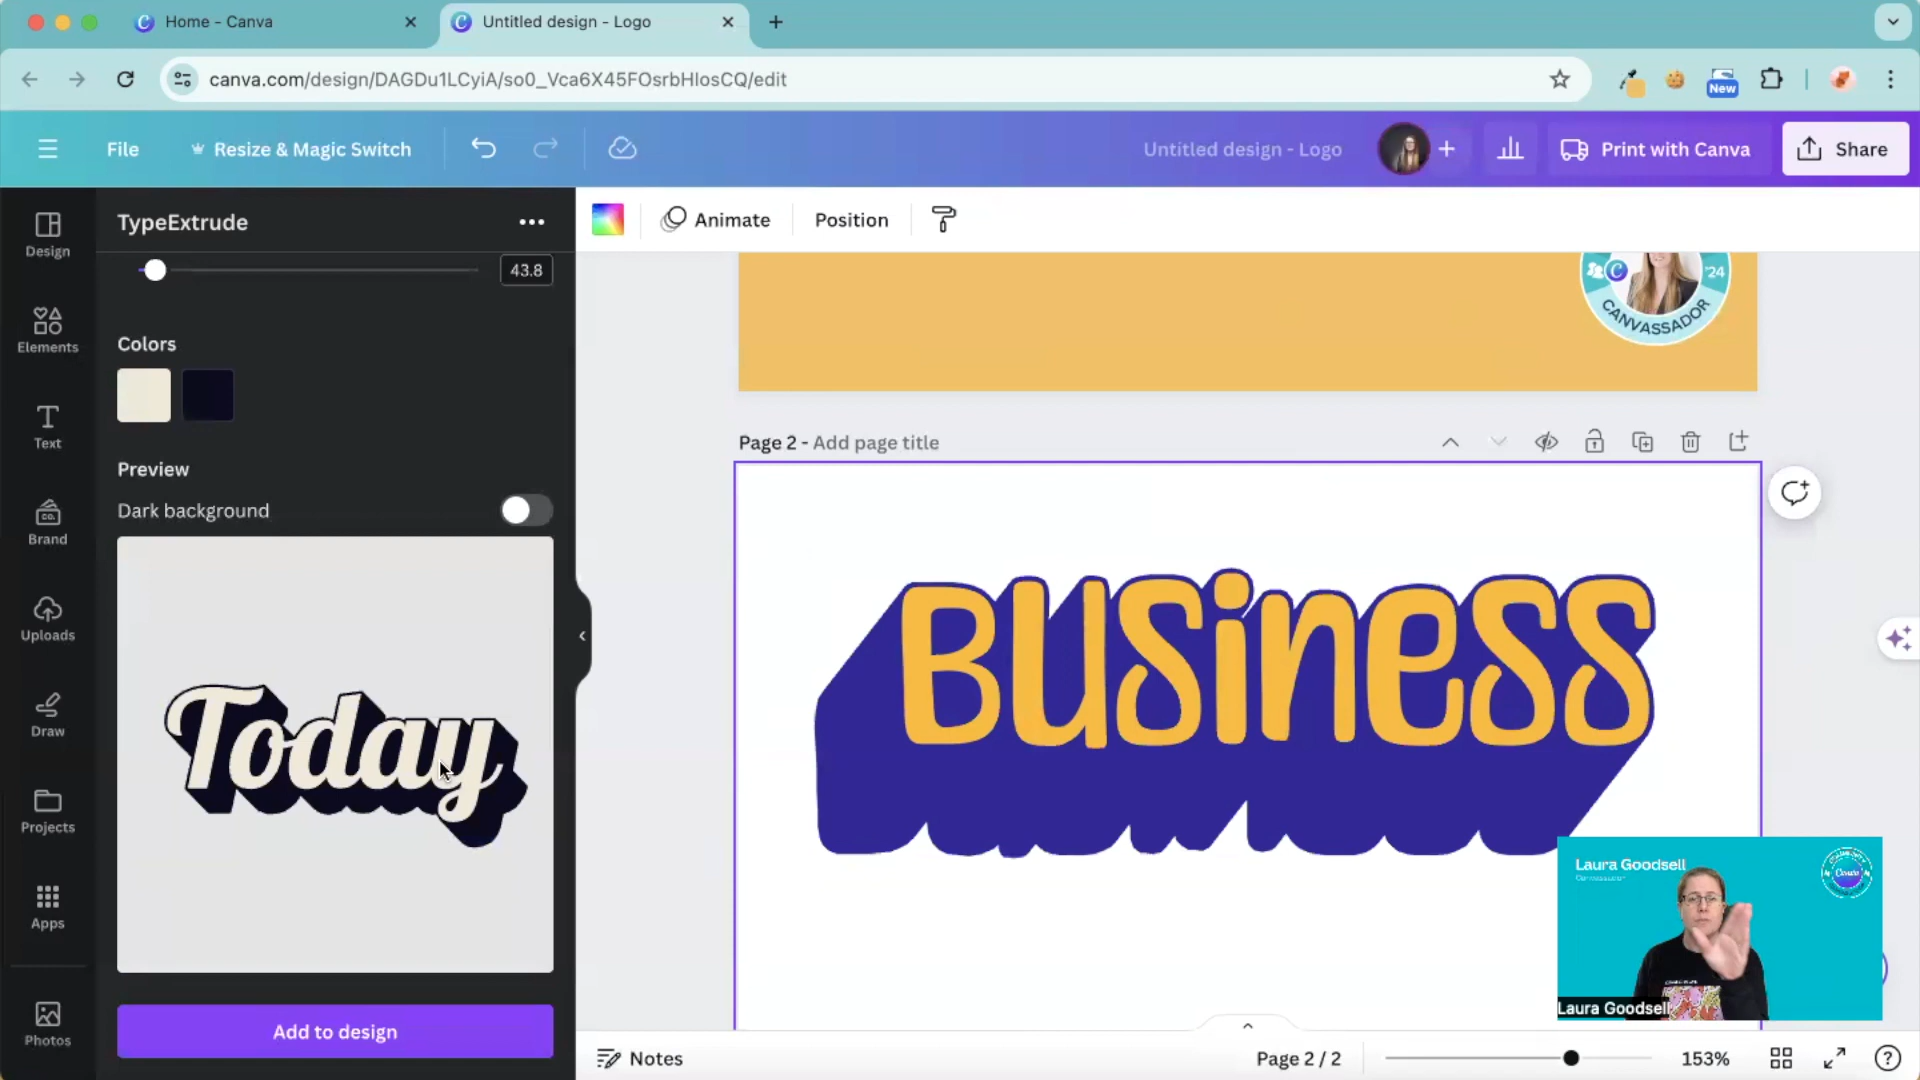 Home - Canva
Untitled design - Logo
canva.com/design/DAGDu1LCyiA/so0_Vca6X45FOsrbHlosCQ/edit
New
File
Resize & Magic Switch
Untitled design - Logo
Print with Canva
Share
Design
Elements
Text
Brand
CO.
Uploads
Draw
Projects
Apps
Photos
TypeExtrude
43.8
Colors
Preview
Dark background
Today
Add to design
Animate
Position
'24
CANVASSADOR
Page 2 - Add page title
BUSiness
Laura Goodsell
Canvassador
Canva
Laura Goodsell
Notes
Page 2 / 2
153%